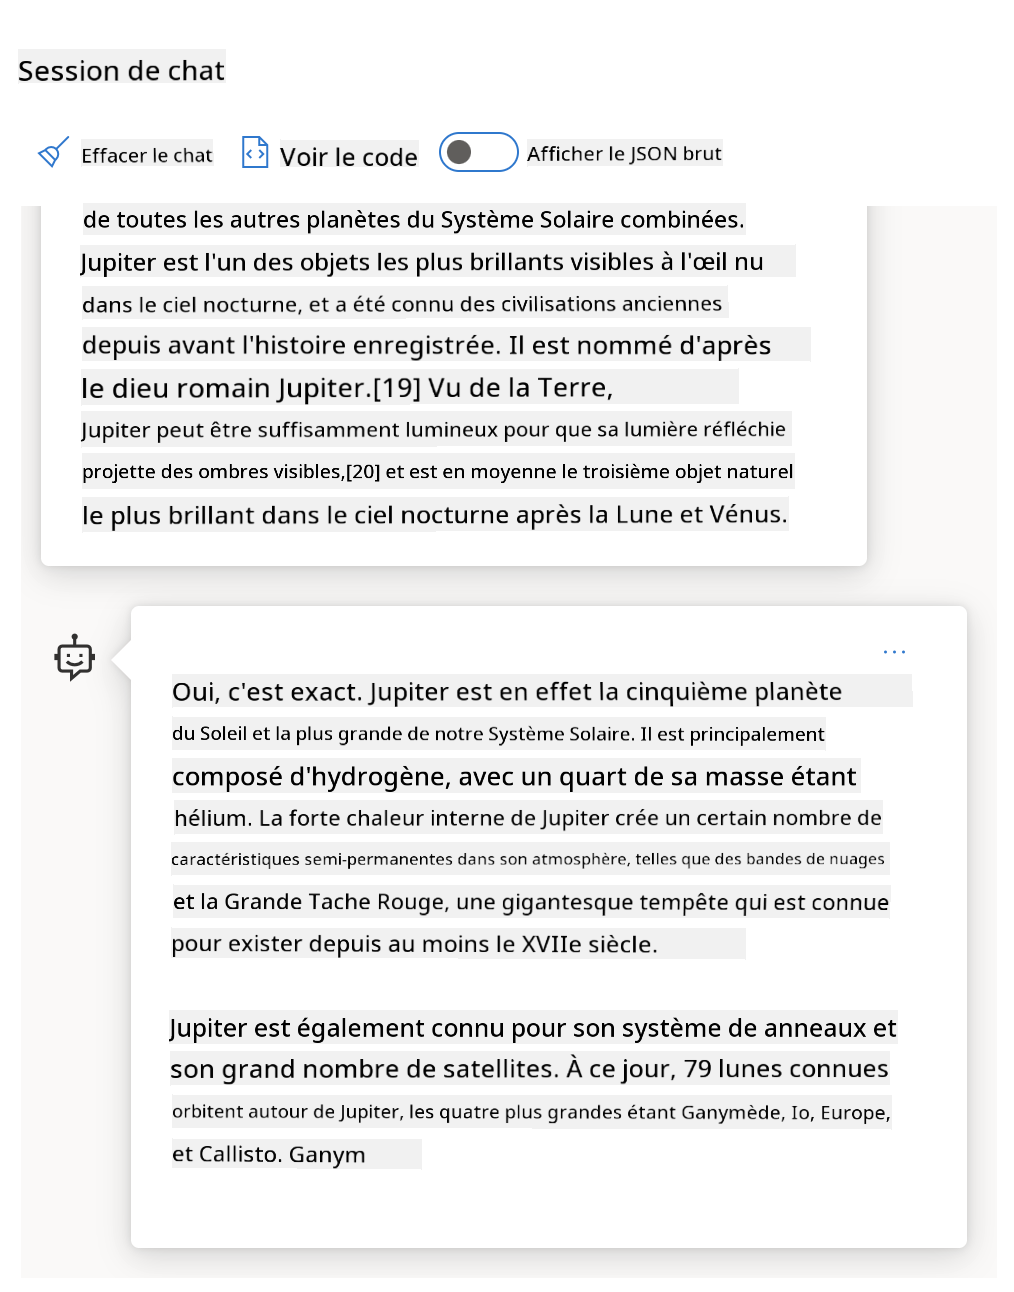 Session de chat
Effacer le chat Voir le code Afficher le JSON brut
de toutes les autres planètes du Système Solaire combinées.
Jupiter est l'un des objets les plus brillants visibles à l'œil nu
dans le ciel nocturne, et a été connu des civilisations anciennes
depuis avant l'histoire enregistrée. Il est nommé d'après
le dieu romain Jupiter.[19] Vu de la Terre,
Jupiter peut être suffisamment lumineux pour que sa lumière réfléchie
projette des ombres visibles,[20] et est en moyenne le troisième objet naturel
le plus brillant dans le ciel nocturne après la Lune et Vénus.
Oui, c'est exact. Jupiter est en effet la cinquième planète
du Soleil et la plus grande de notre Système Solaire. Il est principalement
composé d'hydrogène, avec un quart de sa masse étant
hélium. La forte chaleur interne de Jupiter crée un certain nombre de
caractéristiques semi-permanentes dans son atmosphère, telles que des bandes de nuages
et la Grande Tache Rouge, une gigantesque tempête qui est connue
pour exister depuis au moins le XVIIe siècle.
Jupiter est également connu pour son système de anneaux et
son grand nombre de satellites. À ce jour, 79 lunes connues
orbitent autour de Jupiter, les quatre plus grandes étant Ganymède, Io, Europe,
et Callisto. Ganym